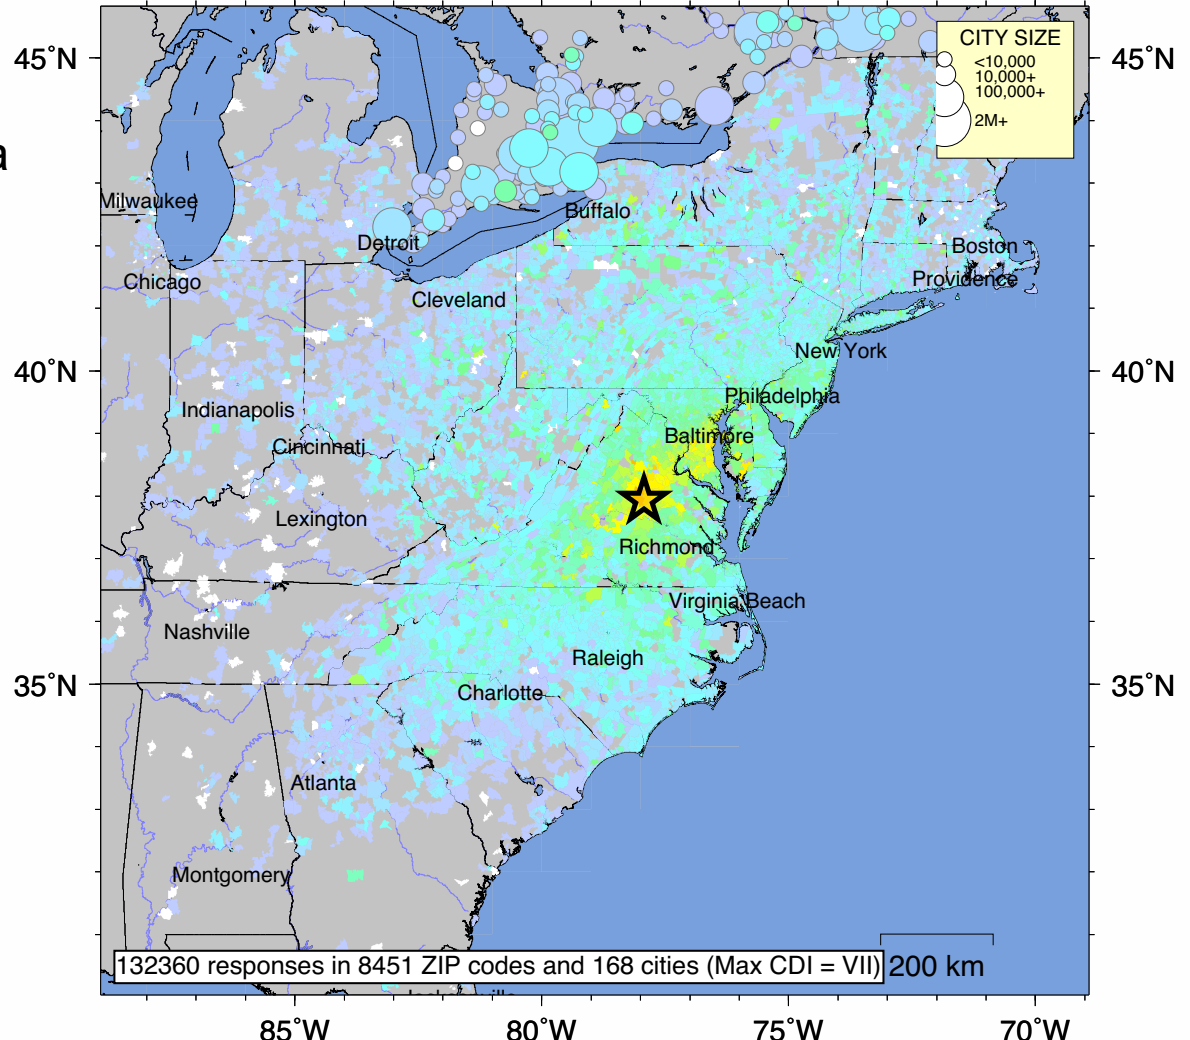 45˚N
45˚N
CITY SIZE
<10,000
10,000+
100,000+
2M+
a
Milwaukee
Buffalo
Detroit
Boston
Chicago
Providence
Cleveland
New York
40˚N
40˚N
Philadelphia
Indianapolis
Baltimore
Cincinnati
Lexington
Richmond
Virginia Beach
Nashville
Raleigh
35˚N
35˚N
Charlotte
Atlanta
Montgomery
132360 responses in 8451 ZIP codes and 168 cities (Max CDI = VII)
200 km
85˚W
80˚W
75˚W
70˚W